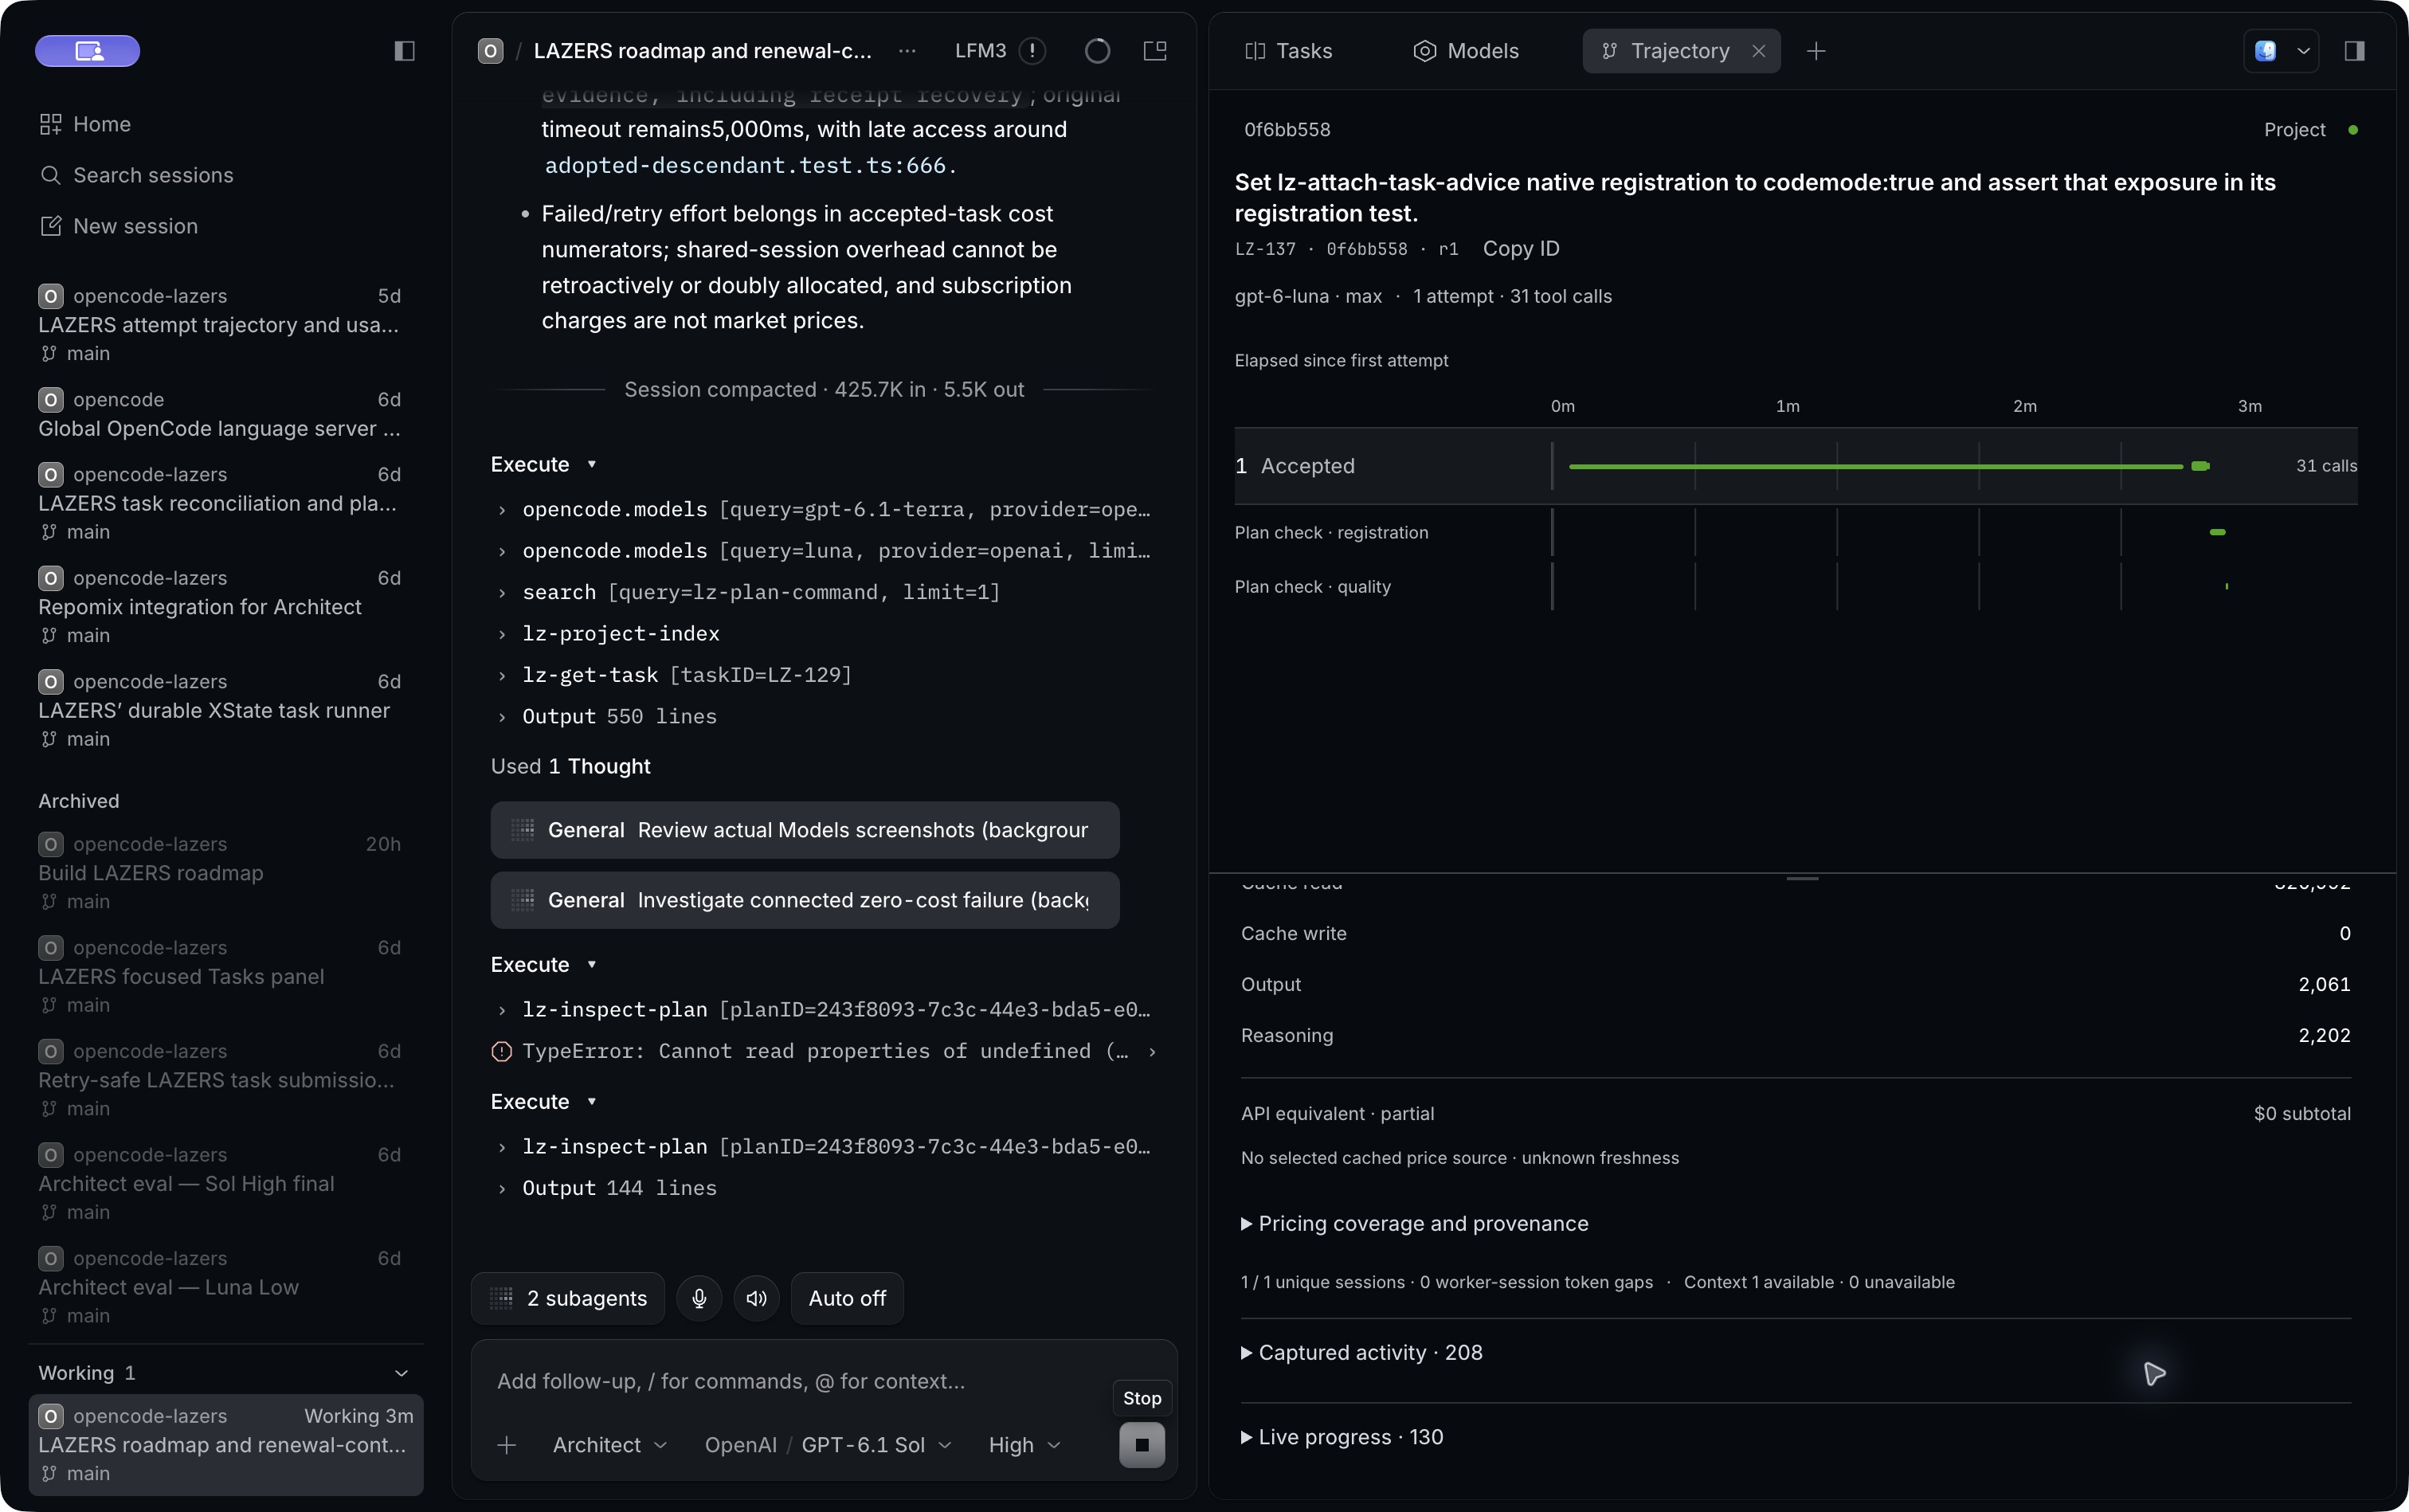 Home
Search sessions
New session
O opencode-lazers 5d
LAZERS attempt trajectory and usa...
main
O opencode 6d
Global OpenCode language server ...
O opencode-lazers 6d
LAZERS task reconciliation and pla...
main
O opencode-lazers 6d
Repomix integration for Architect
main
O opencode-lazers 6d
LAZERS’ durable XState task runner
main
Archived
O opencode-lazers 20h
Build LAZERS roadmap
main
O opencode-lazers 6d
LAZERS focused Tasks panel
main
O opencode-lazers 6d
Retry-safe LAZERS task submissio...
main
O opencode-lazers 6d
Architect eval — Sol High final
main
O opencode-lazers 6d
Architect eval — Luna Low
main
Working 1
O opencode-lazers Working 3m
LAZERS roadmap and renewal-cont...
main
O / LAZERS roadmap and renewal-c... ... LFM3 !
evidence, including receipt recovery; original
timeout remains5,000ms, with late access around
adopted-descendant.test.ts:666.
• Failed/retry effort belongs in accepted-task cost
numerators; shared-session overhead cannot be
retroactively or doubly allocated, and subscription
charges are not market prices.
Session compacted · 425.7K in · 5.5K out
Execute ▼
› opencode.models [query=gpt-6.1-terra, provider=ope…
› opencode.models [query=luna, provider=openai, limi…
› search [query=lz-plan-command, limit=1]
› lz-project-index
› lz-get-task [taskID=LZ-129]
› Output 550 lines
Used 1 Thought
General Review actual Models screenshots (backgrour
General Investigate connected zero-cost failure (back
Execute ▼
› lz-inspect-plan [planID=243f8093-7c3c-44e3-bda5-e0…
TypeError: Cannot read properties of undefined (… ›
Execute ▼
› lz-inspect-plan [planID=243f8093-7c3c-44e3-bda5-e0…
› Output 144 lines
2 subagents Auto off
Add follow-up, / for commands, @ for context...
Stop
+ Architect OpenAI / GPT-6.1 Sol High
Tasks Models Trajectory × +
0f6bb558 Project
Set lz-attach-task-advice native registration to codemode:true and assert that exposure in its
registration test.
LZ-137 · 0f6bb558 · r1 Copy ID
gpt-6-luna · max · 1 attempt · 31 tool calls
Elapsed since first attempt
0m 1m 2m 3m
1 Accepted 31 calls
Plan check · registration
Plan check · quality
Cache read
Cache write 0
Output 2,061
Reasoning 2,202
API equivalent · partial $0 subtotal
No selected cached price source · unknown freshness
▶ Pricing coverage and provenance
1 / 1 unique sessions · 0 worker-session token gaps · Context 1 available · 0 unavailable
▶ Captured activity · 208
▶ Live progress · 130